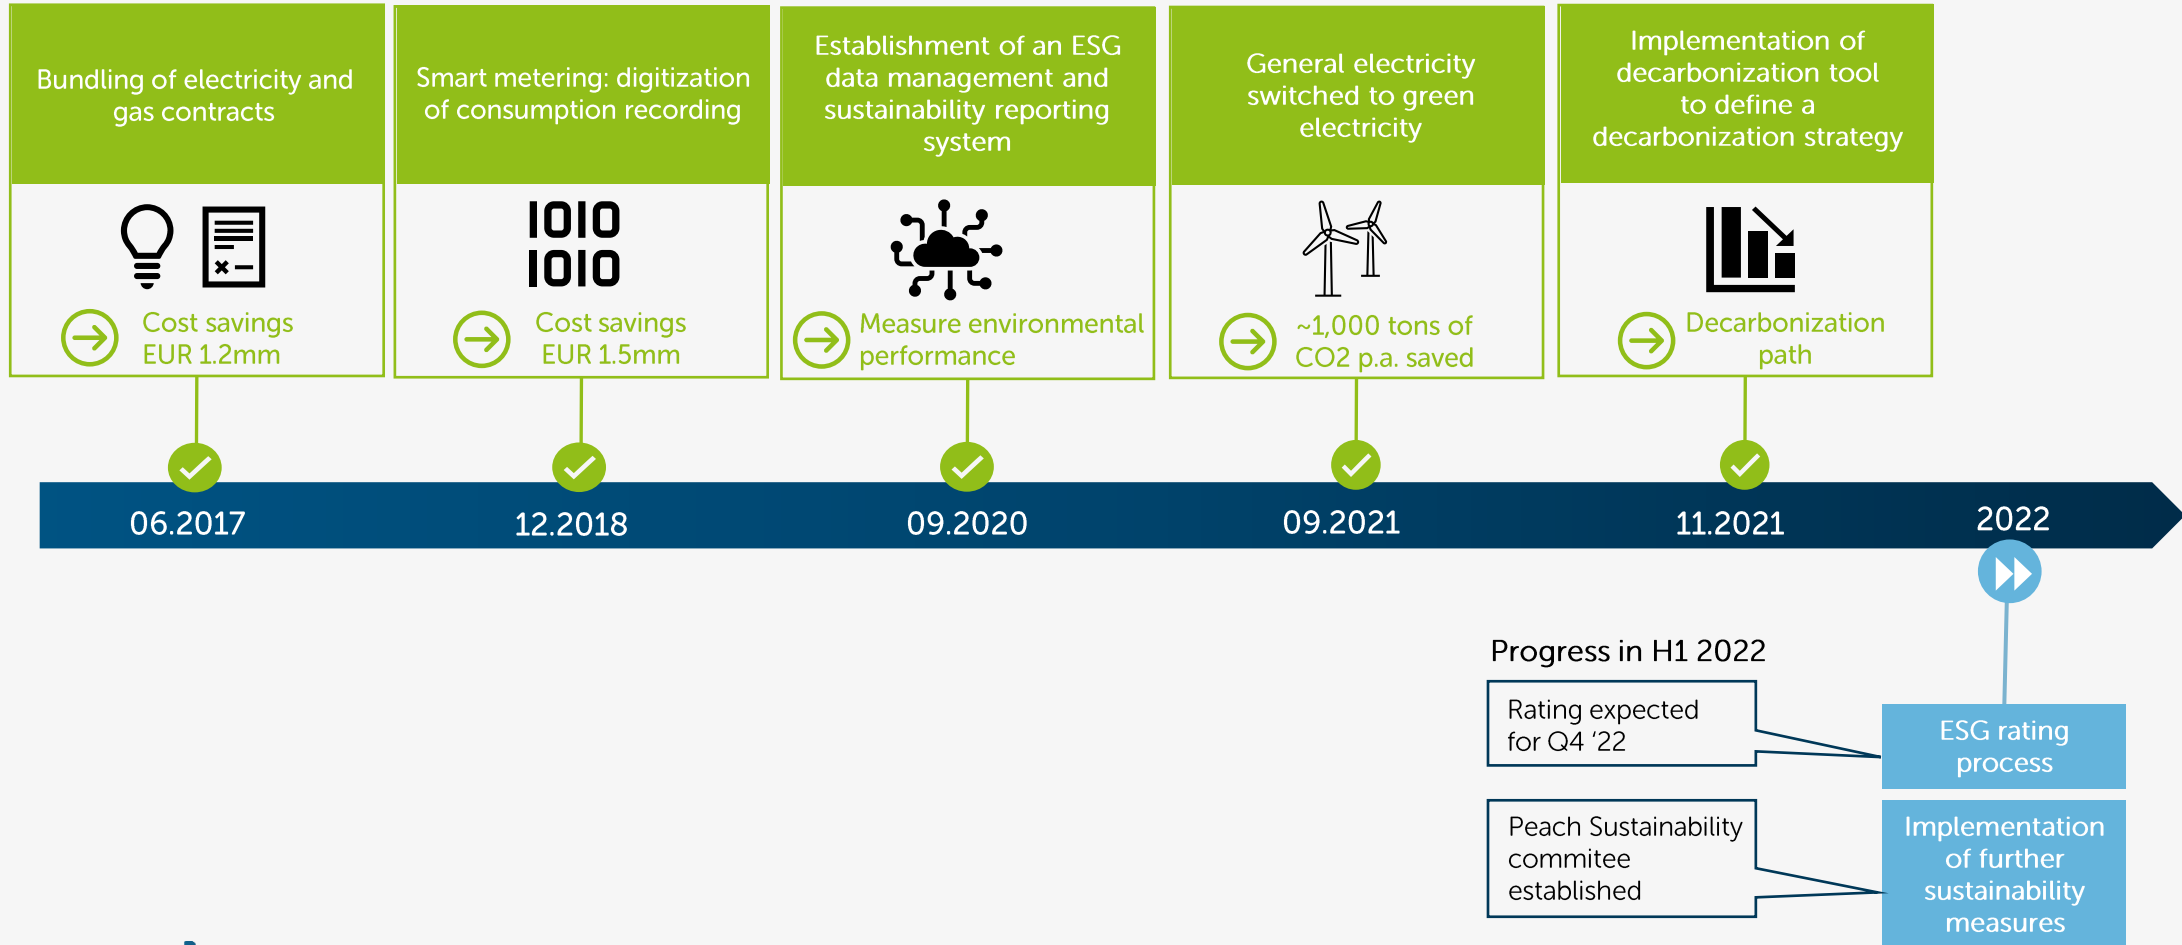 Bundling of electricity and
gas contracts
Cost savings
EUR 1.2mm
Smart metering: digitization
of consumption recording
1010
1010
Cost savings
EUR 1.5mm
Establishment of an ESG
data management and
sustainability reporting
system
Measure environmental
performance
General electricity
switched to green
electricity
~1,000 tons of
CO2 p.a. saved
Implementation of
decarbonization tool
to define a
decarbonization strategy
Decarbonization
path
06.2017
12.2018
09.2020
09.2021
11.2021
2022
Progress in H1 2022
Rating expected
for Q4 ‘22
ESG rating
process
Peach Sustainability
commitee
established
Implementation
of further
sustainability
measures